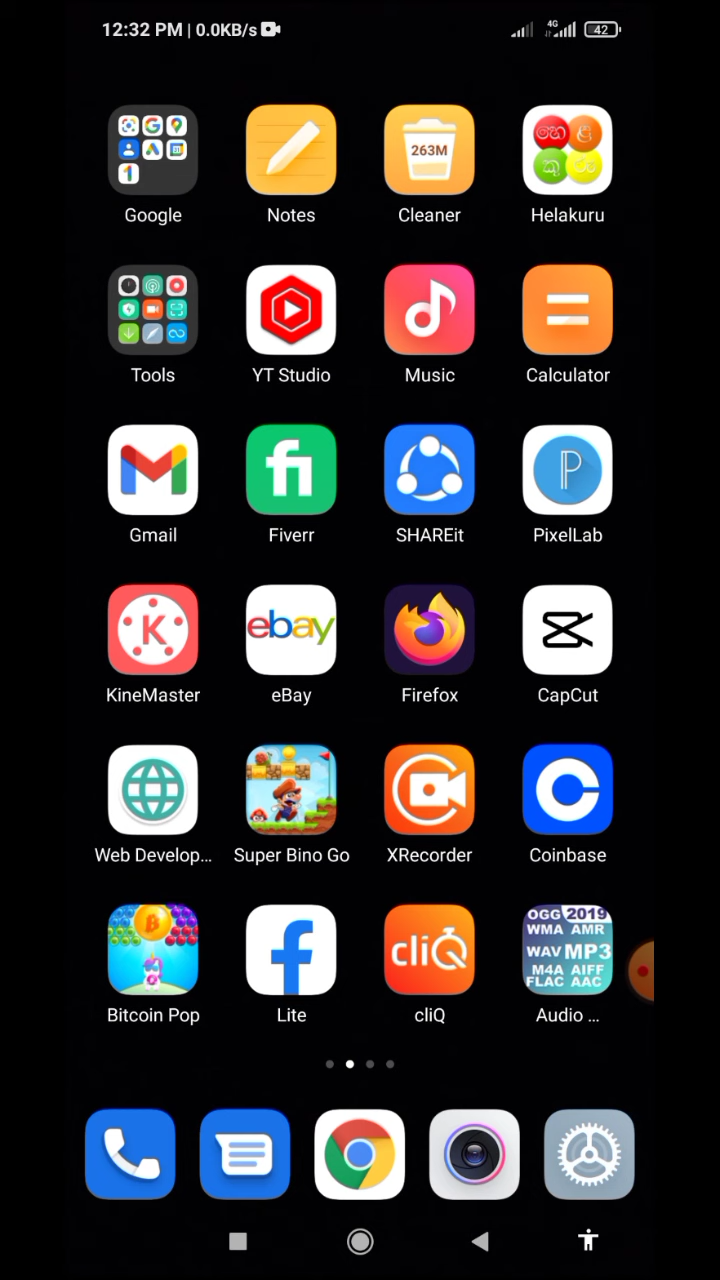 12:32 PM | 0.0KB/s 4G 42
263M
හෙ ළ
කු රු
Google Notes Cleaner Helakuru
Tools YT Studio Music Calculator
fi
P
Gmail Fiverr SHAREit PixelLab
K
ebay
KineMaster eBay Firefox CapCut
Web Develop... Super Bino Go XRecorder Coinbase
cliQ
OGG 2019
WMA AMR
WAV MP3
M4A AIFF
FLAC AAC
Bitcoin Pop Lite cliQ Audio ...